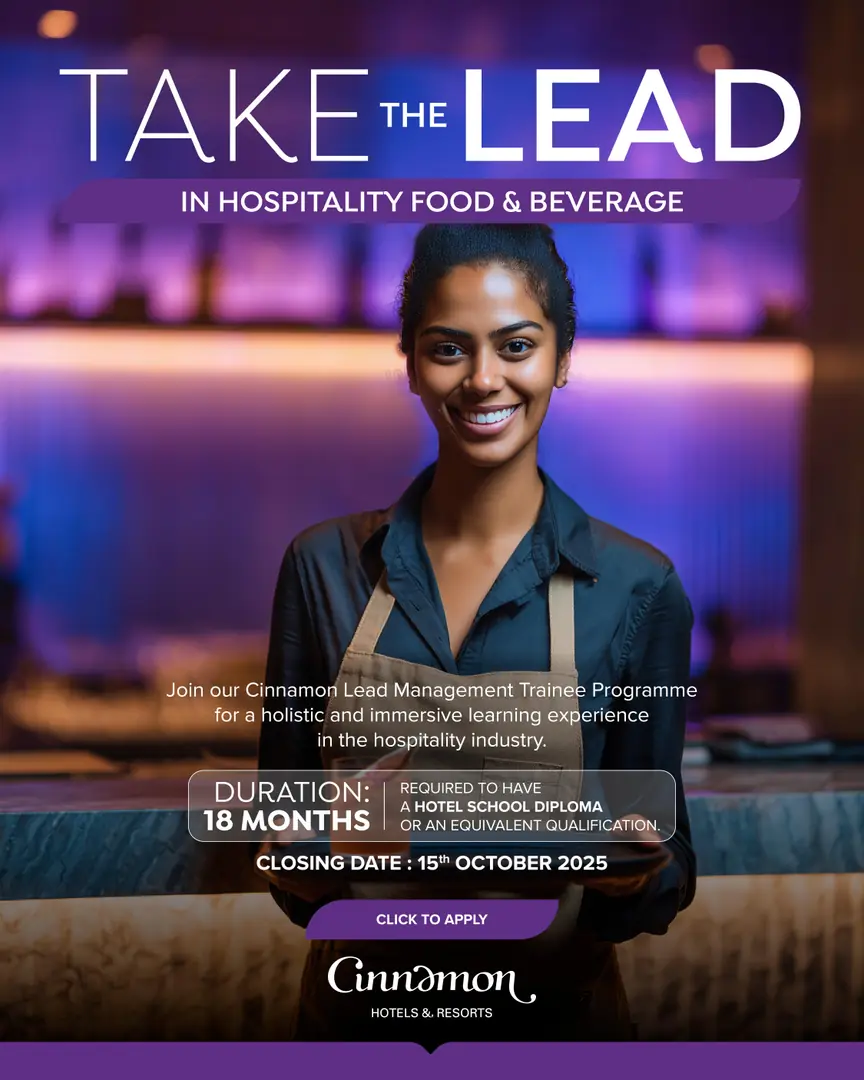 TAKE THE LEAD
IN HOSPITALITY FOOD & BEVERAGE
Join our Cinnamon Lead Management Trainee Programme
for a holistic and immersive learning experience
in the hospitality industry.
DURATION:
18 MONTHS
REQUIRED TO HAVE
A HOTEL SCHOOL DIPLOMA
OR AN EQUIVALENT QUALIFICATION.
CLOSING DATE : 15th OCTOBER 2025
CLICK TO APPLY
Cinnamon
HOTELS & RESORTS